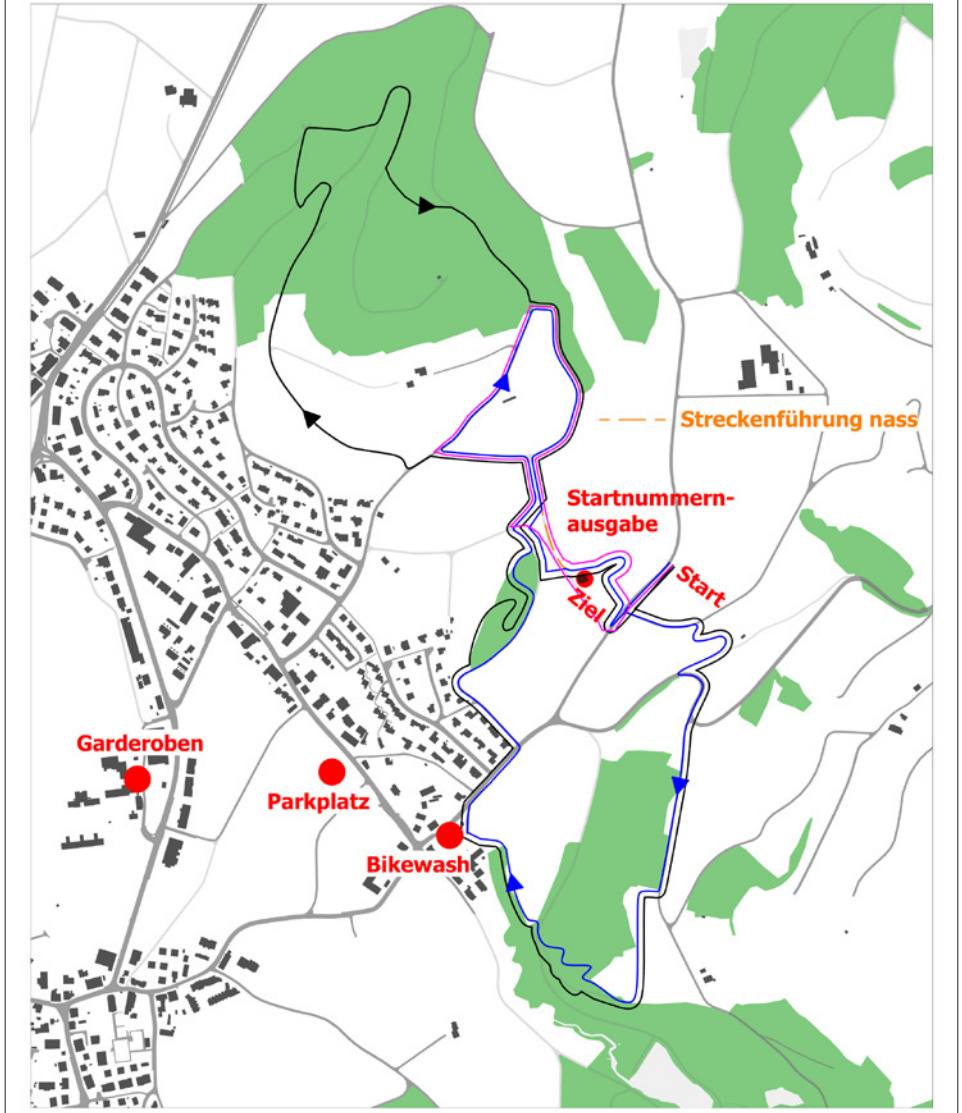 Streckenführung nass
Startnummern-
ausgabe
Start
Ziel
Garderoben
Parkplatz
Bikewash